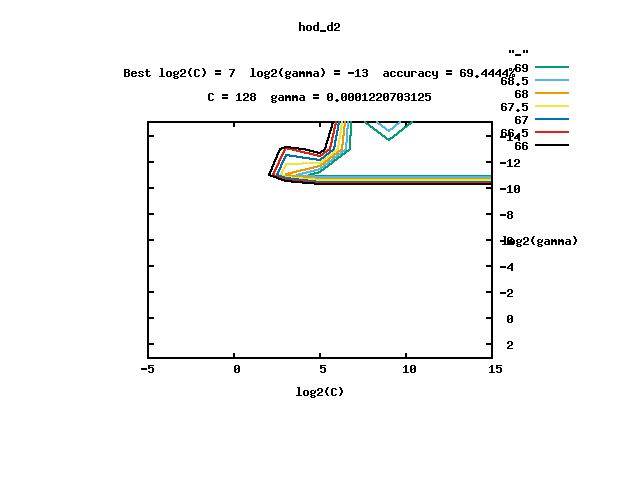 hod_d2
"-"
Best log2(C) = 7 log2(gamma) = -13 accuracy = 69.4444%
69
68.5
C = 128 gamma = 0.0001220703125
68
67.5
67
66.5
66
-14
-12
-10
-8
-6
log2(gamma)
-4
-2
0
2
-5 0 5 10 15
log2(C)